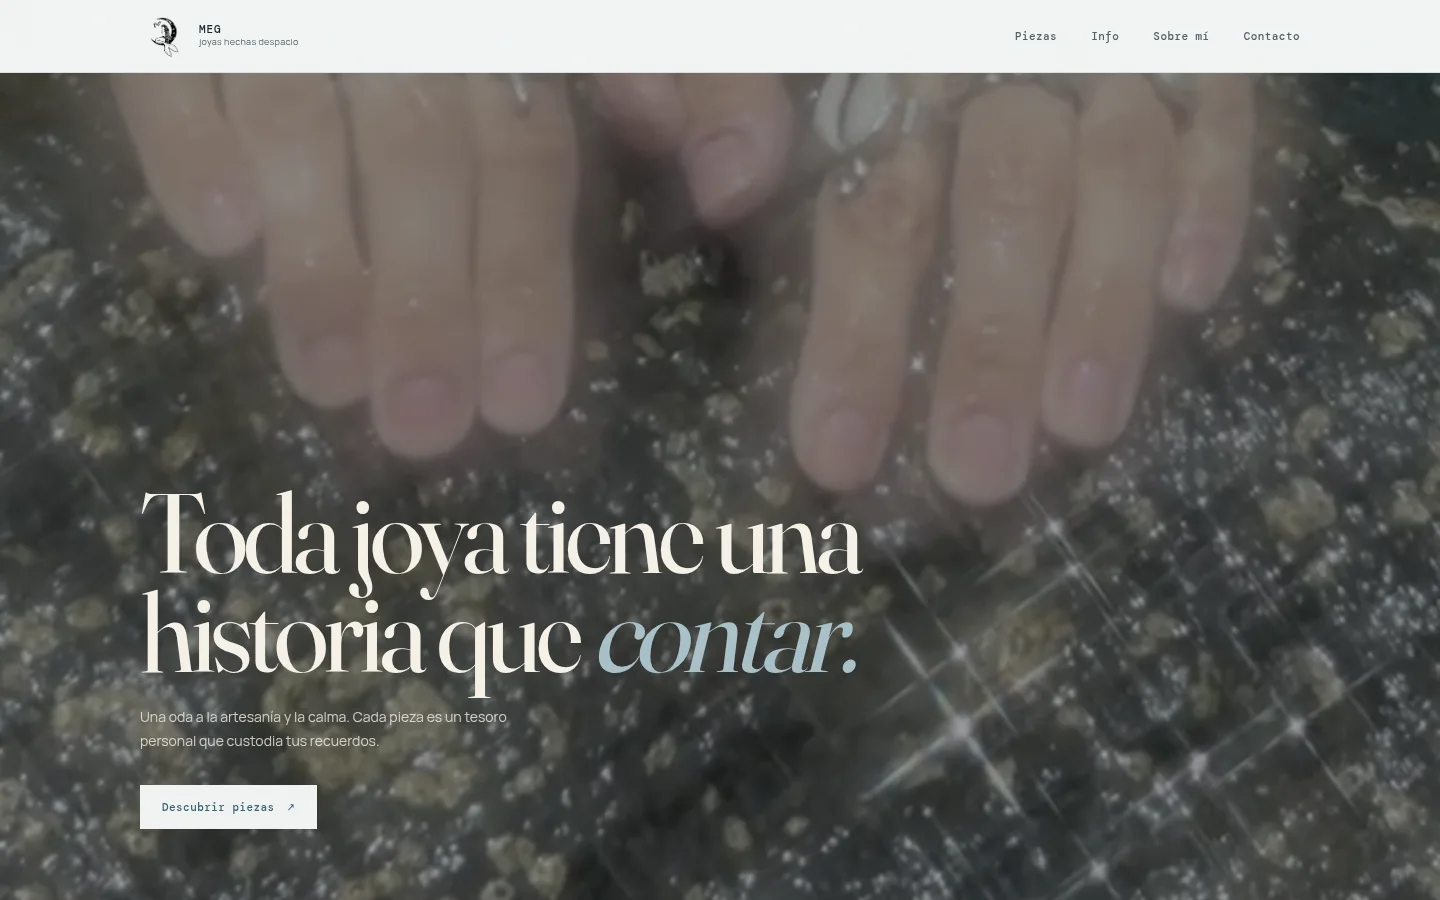 MEG
joyas hechas despacio
Piezas
Info
Sobre mí
Contacto
Toda joya tiene una
historia que contar.
Una oda a la artesanía y la calma. Cada pieza es un tesoro
personal que custodia tus recuerdos.
Descubrir piezas ↗